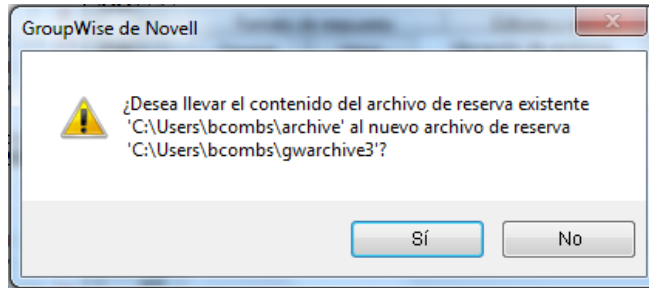 GroupWise de Novell
¿Desea llevar el contenido del archivo de reserva existente
'C:\Users\bcombs\archive' al nuevo archivo de reserva
'C:\Users\bcombs\gwarchive3'?
Sí
No